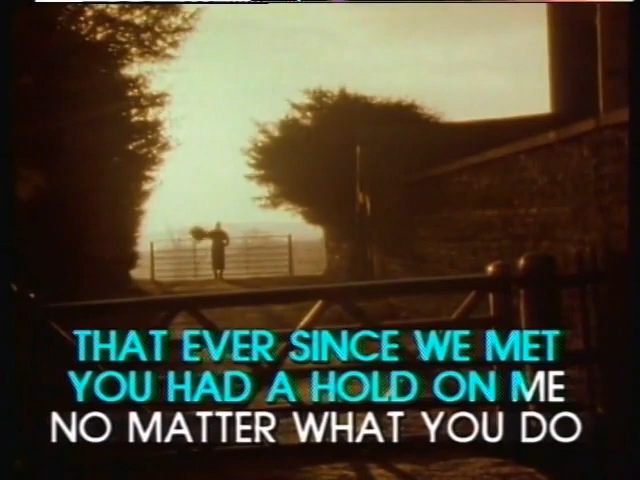 THAT EVER SINCE WE MET
YOU HAD A HOLD ON ME
NO MATTER WHAT YOU DO